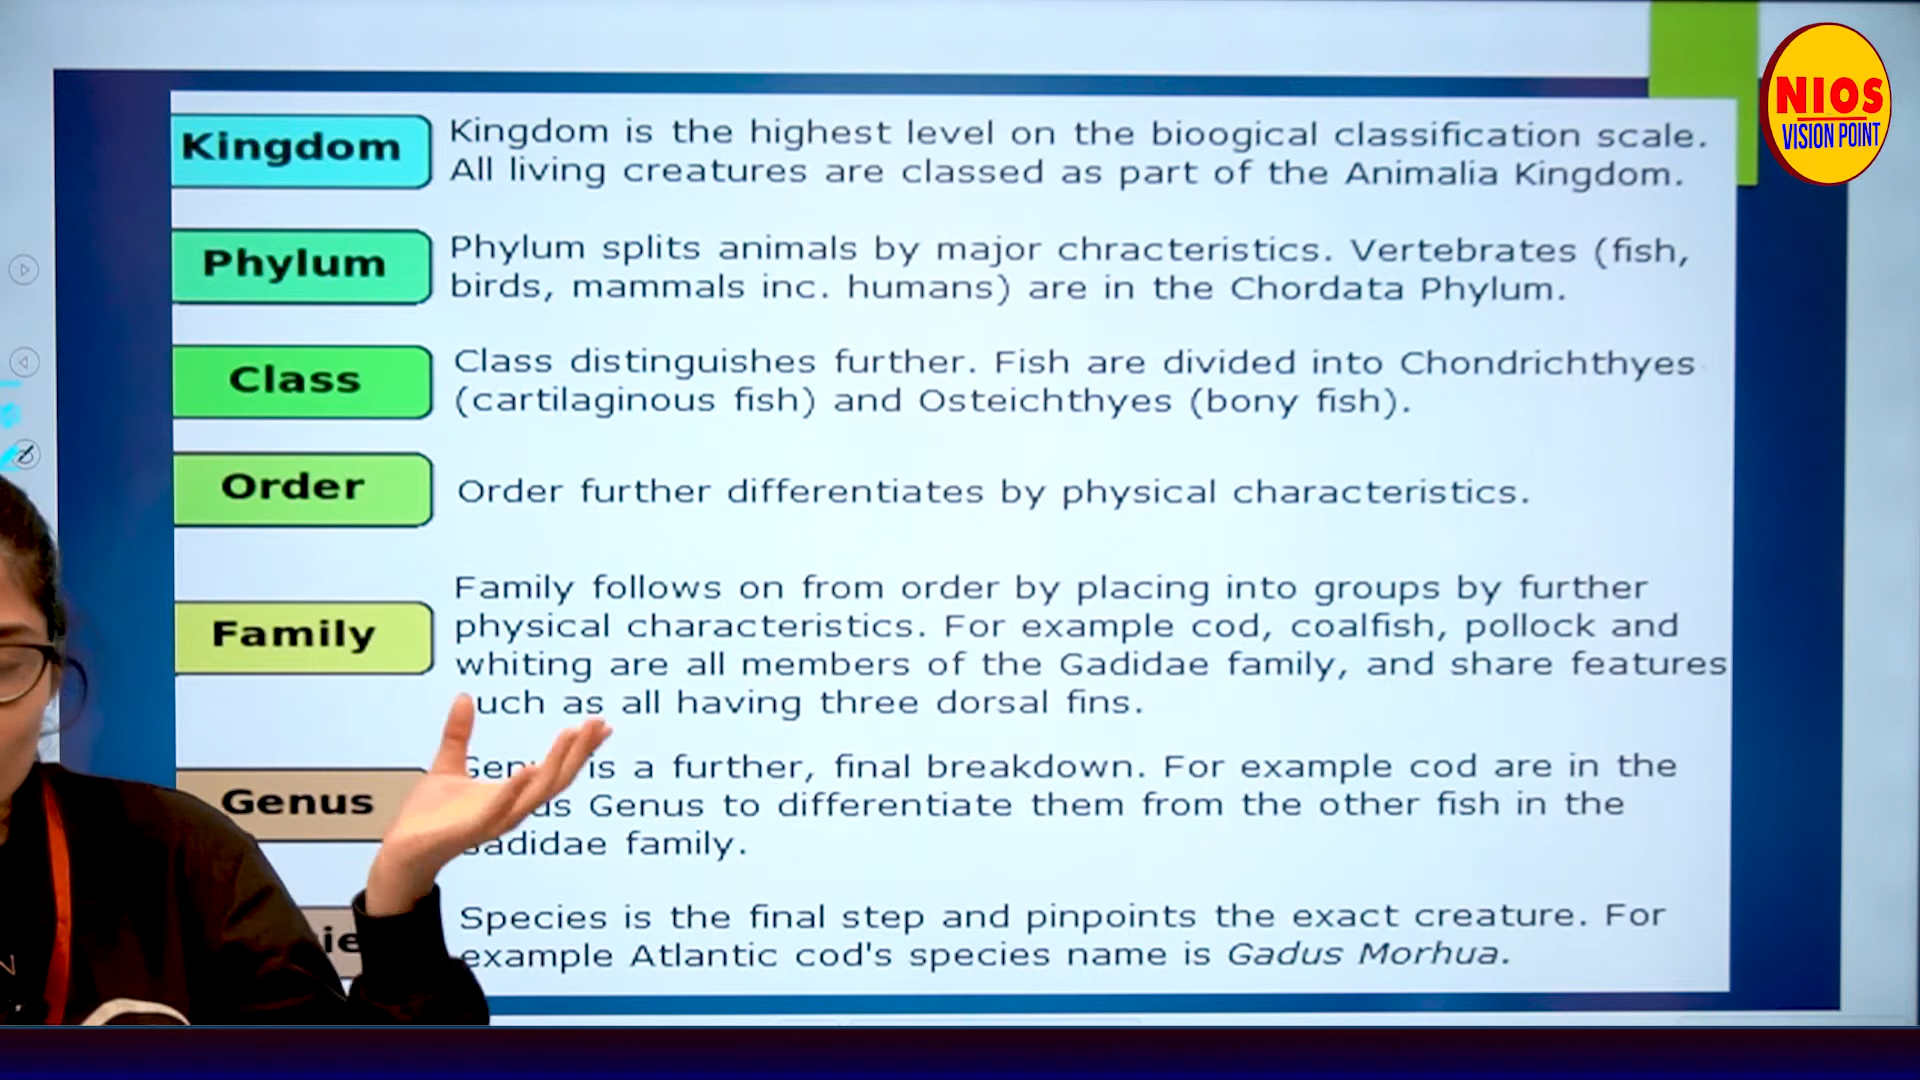 NIOS
VISION POINT
Kingdom
Kingdom is the highest level on the bioogical classification scale.
All living creatures are classed as part of the Animalia Kingdom.
Phylum
Phylum splits animals by major chracteristics. Vertebrates (fish,
birds, mammals inc. humans) are in the Chordata Phylum.
Class
Class distinguishes further. Fish are divided into Chondrichthyes
(cartilaginous fish) and Osteichthyes (bony fish).
Order
Order further differentiates by physical characteristics.
Family
Family follows on from order by placing into groups by further
physical characteristics. For example cod, coalfish, pollock and
whiting are all members of the Gadidae family, and share features
as all having three dorsal fins.
Genus
is a further, final breakdown. For example cod are in the
Genus to differentiate them from the other fish in the
family.
Species is the final step and pinpoints the exact creature. For
example Atlantic cod's species name is Gadus Morhua.